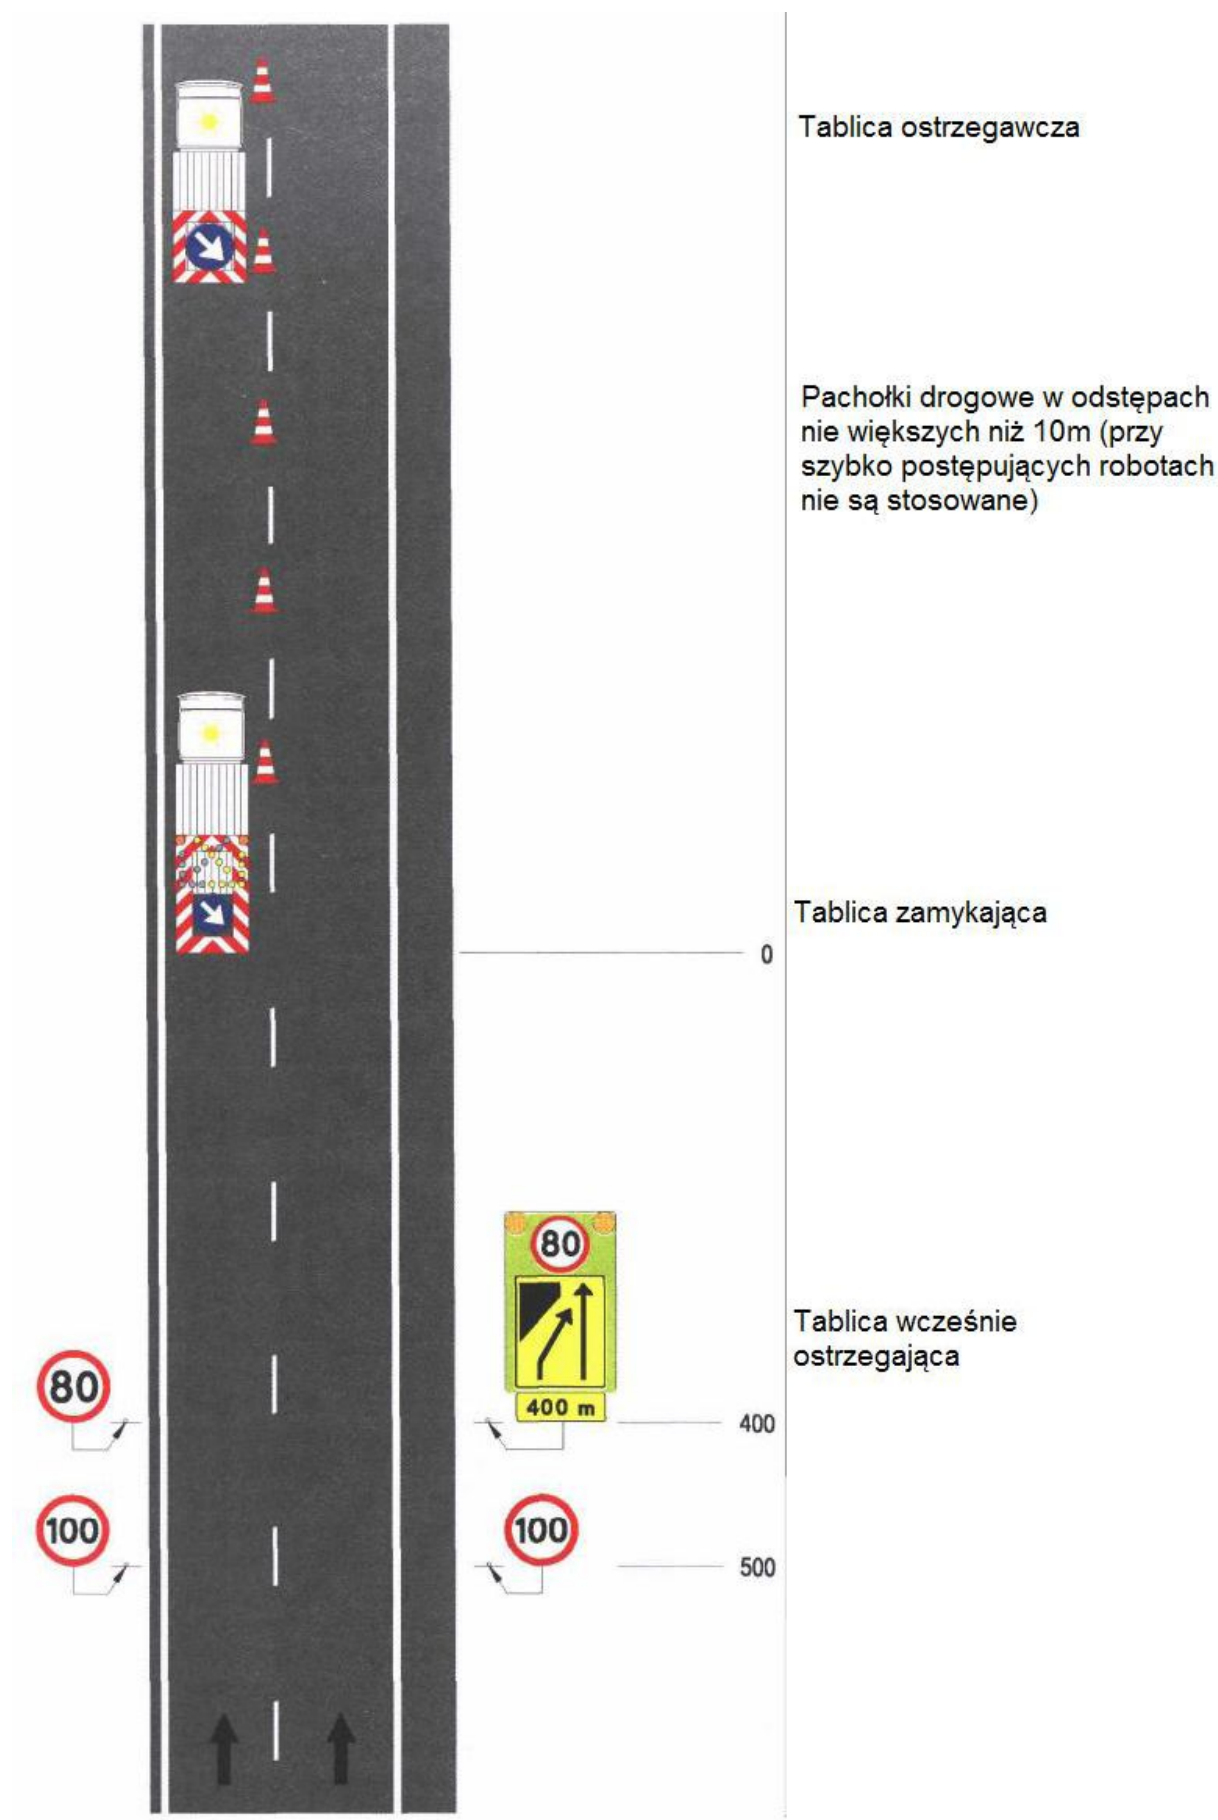 Tablica ostrzegawcza
Pachołki drogowe w odstępach
nie większych niż 10m (przy
szybko postępujących robotach
nie są stosowane)
Tablica zamykająca
0
80
Tablica wcześnie
ostrzegająca
80
400 m
400
100
100
500